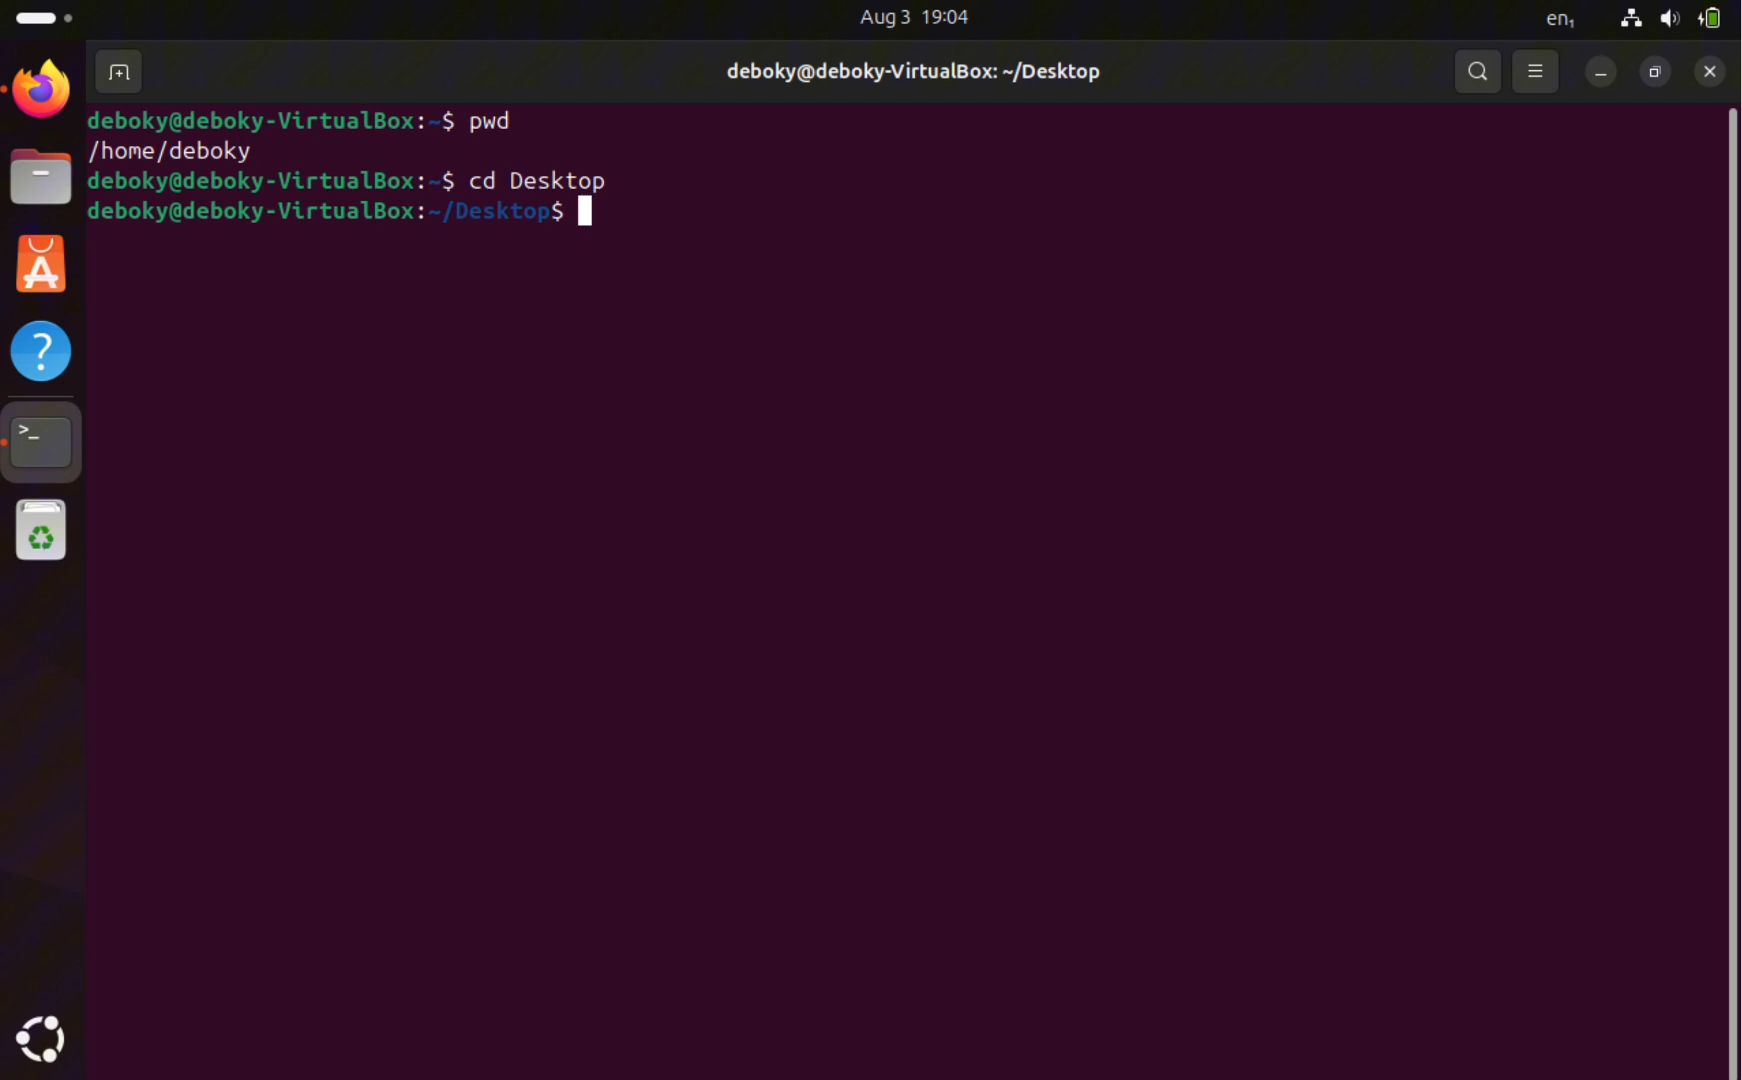 Aug 3 19:04
en₁
deboky@deboky-VirtualBox: ~/Desktop
deboky@deboky-VirtualBox:~$ pwd
/home/deboky
deboky@deboky-VirtualBox:~$ cd Desktop
deboky@deboky-VirtualBox:~/Desktop$